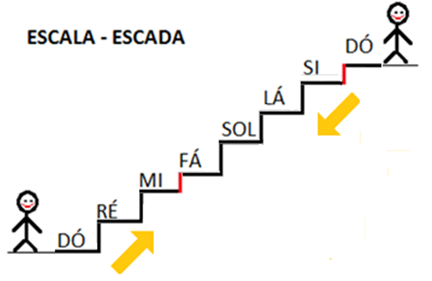 ESCALA - ESCADA
DÓ
SI
LÁ
SOL
FÁ
MI
RÉ
DÓ